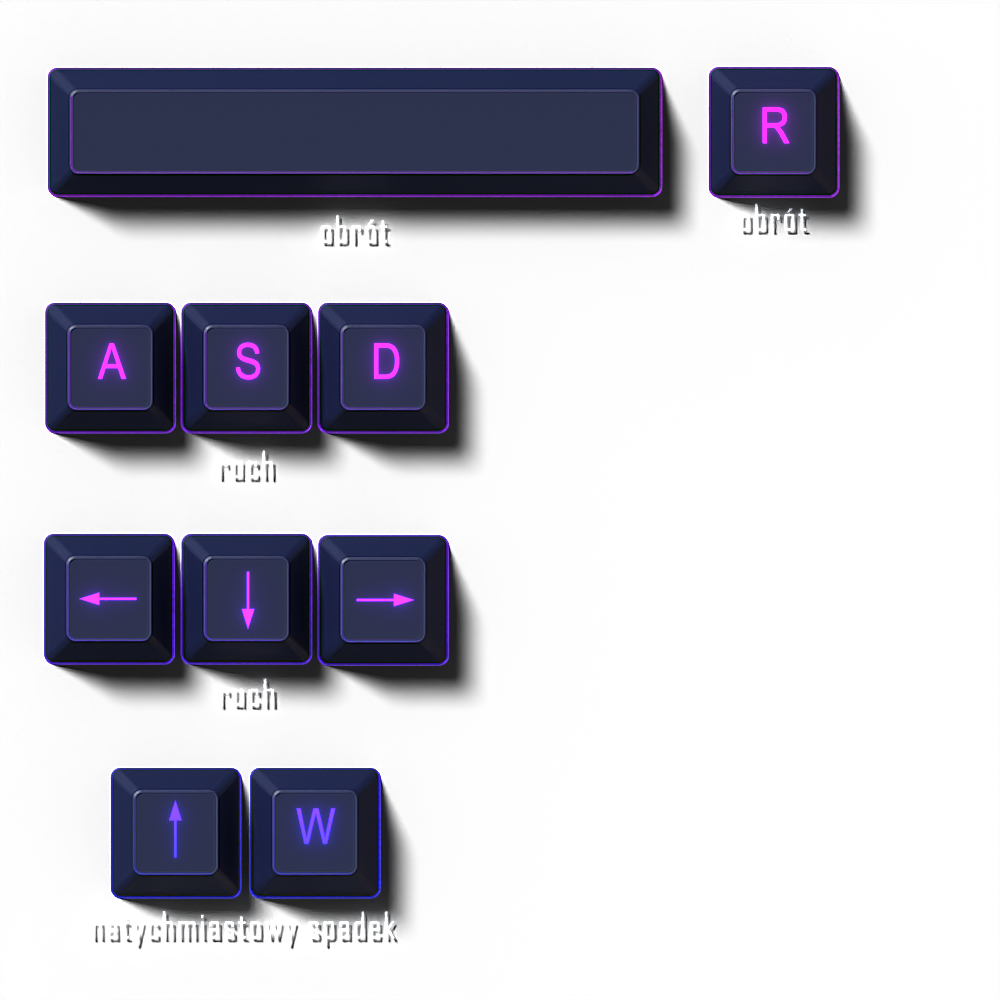 R
obrót
obrót
A S D
ruch
← ↓ →
ruch
↑ W
natychmiastowy spadek